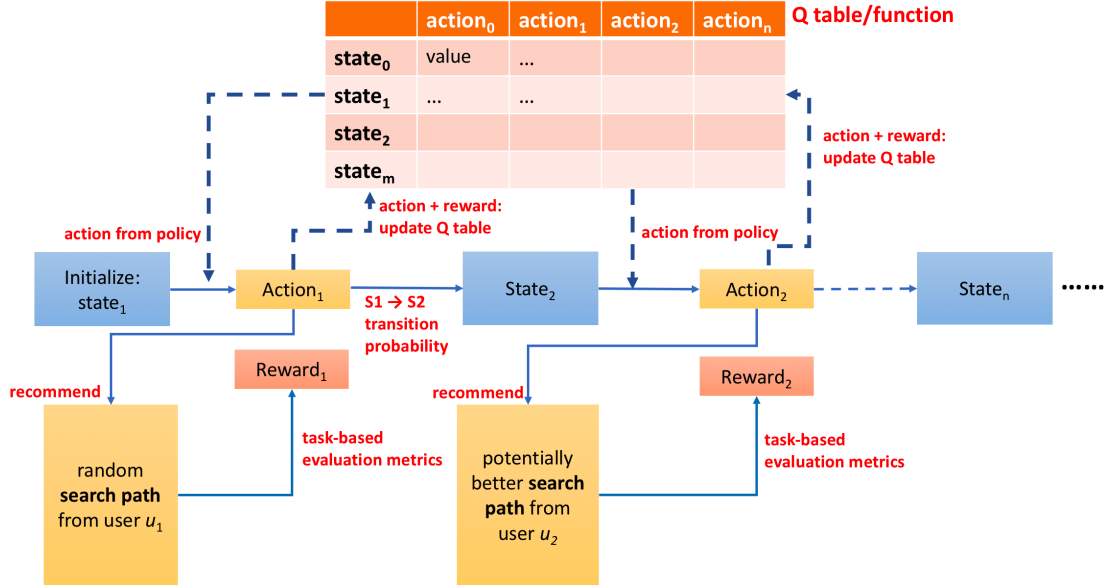 Q table/function
action₀ action₁ action₂ actionₙ
state₀ value ...
state₁ ... ...
state₂
stateₘ
action + reward:
update Q table
action + reward:
update Q table
action from policy
action from policy
Initialize:
state₁
Action₁
S1 → S2
transition
probability
State₂
Action₂
Stateₙ
......
recommend
Reward₁
recommend
Reward₂
random
search path
from user u₁
task-based
evaluation metrics
potentially
better search
path from
user u₂
task-based
evaluation metrics